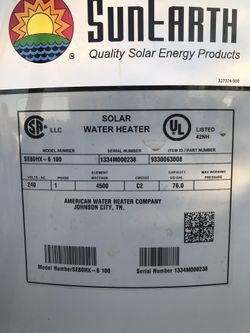 SUNEARTH
Quality Solar Energy Products
327374-000
LLC
SOLAR
WATER HEATER
UL
LISTED
42NH
MODEL NUMBER SERIAL NUMBER ITEM ID / PART NUMBER
SE80HX-6 100 1334M000238 9330063008
VOLTS - AC PHASE ELEMENT WATTAGE CIRCUIT CAPACITY US GAL. MAX WORKING PRESSURE
240 1 4500 C2 76.0
AMERICAN WATER HEATER COMPANY
JOHNSON CITY, TN.
Model NumberSE80HX-6 100 Serial Number 1334M000238